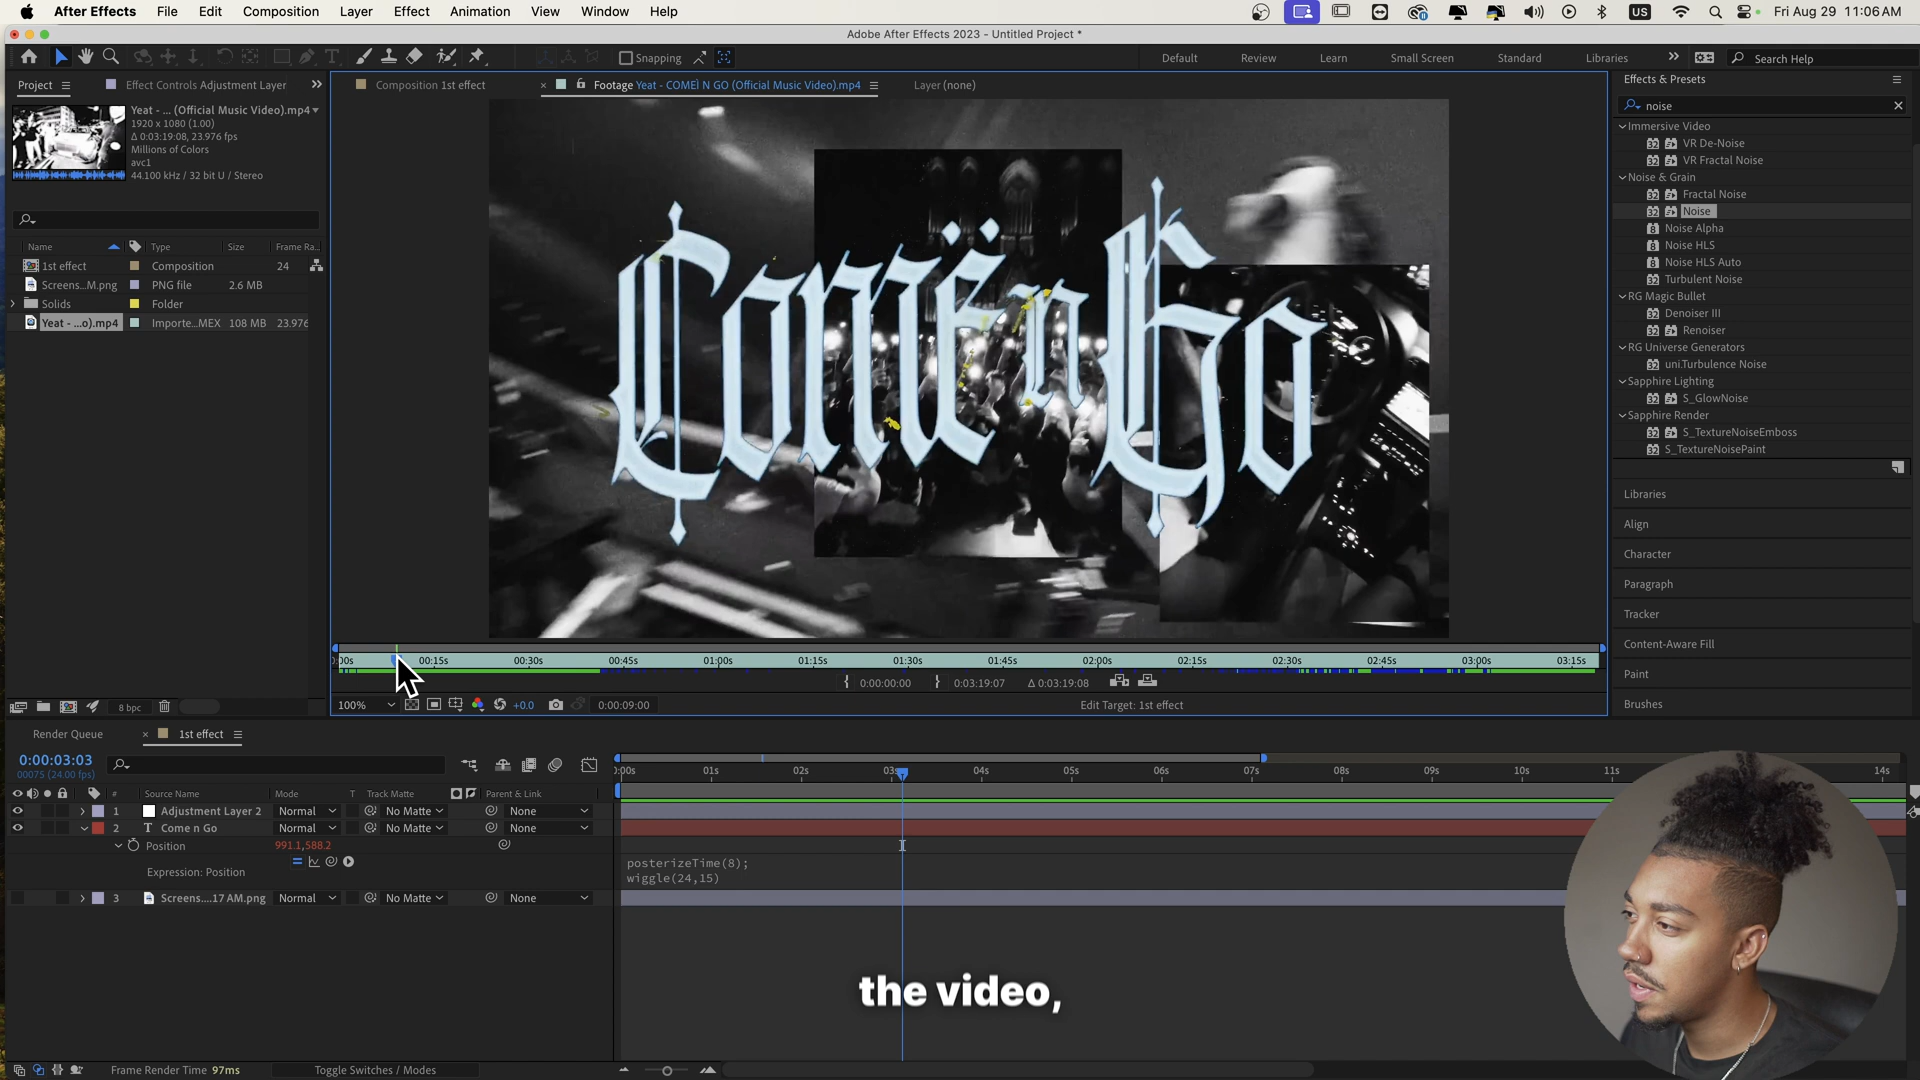 After Effects File Edit Composition Layer Effect Animation View Window Help US Fri Aug 29 11:06 AM
Adobe After Effects 2023 - Untitled Project *
Snapping Default Review Learn Small Screen Standard Libraries Search Help
Project Effect Controls Adjustment Layer
Composition 1st effect Footage Yeat - COMEÏ N GO (Official Music Video).mp4 Layer (none)
Effects & Presets
Yeat - ... (Official Music Video).mp4
1920 x 1080 (1.00)
Δ 0:03:19:08, 23.976 fps
Millions of Colors
avc1
44.100 kHz / 32 bit U / Stereo
Name Type Size Frame Ra...
1st effect Composition 24
Screens...M.png PNG file 2.6 MB
Solids Folder
Yeat - ...o).mp4 Importe...MEX 108 MB 23.976
8 bpc
Comë n Go
noise
Immersive Video
VR De-Noise
VR Fractal Noise
Noise & Grain
Fractal Noise
Noise
Noise Alpha
Noise HLS
Noise HLS Auto
Turbulent Noise
RG Magic Bullet
Denoiser III
Renoiser
RG Universe Generators
uni.Turbulence Noise
Sapphire Lighting
S_GlowNoise
Sapphire Render
S_TextureNoiseEmboss
S_TextureNoisePaint
Libraries
Align
Character
Paragraph
Tracker
Content-Aware Fill
Paint
Brushes
:00s 00:15s 00:30s 00:45s 01:00s 01:15s 01:30s 01:45s 02:00s 02:15s 02:30s 02:45s 03:00s 03:15s
0:00:00:00 0:03:19:07 Δ 0:03:19:08
100% +0.0 0:00:09:00 Edit Target: 1st effect
Render Queue 1st effect
0:00:03:03
00075 (24.00 fps)
:00s 01s 02s 03s 04s 05s 06s 07s 08s 09s 10s 11s 14s
# Source Name Mode T Track Matte Parent & Link
1 Adjustment Layer 2 Normal No Matte None
2 T Come n Go Normal No Matte None
Position 991.1,588.2
Expression: Position
posterizeTime(8);
wiggle(24,15)
3 Screens....17 AM.png Normal No Matte None
the video,
Frame Render Time 97ms Toggle Switches / Modes